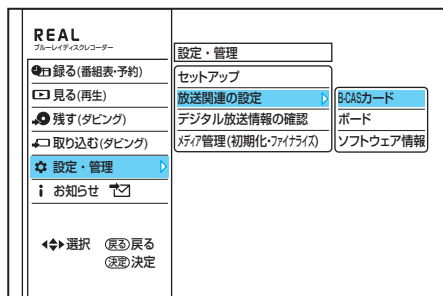 REAL
ブルーレイディスクレコーダー
録る(番組表･予約)
見る(再生)
残す(ダビング)
取り込む(ダビング)
設定・管理
お知らせ
選択 戻る 戻る
決定 決定
設定・管理
セットアップ
放送関連の設定
デジタル放送情報の確認
ﾒﾃﾞｨｱ管理(初期化･ﾌｧｲﾅﾗｲｽﾞ)
B-CASカード
ボード
ソフトウェア情報